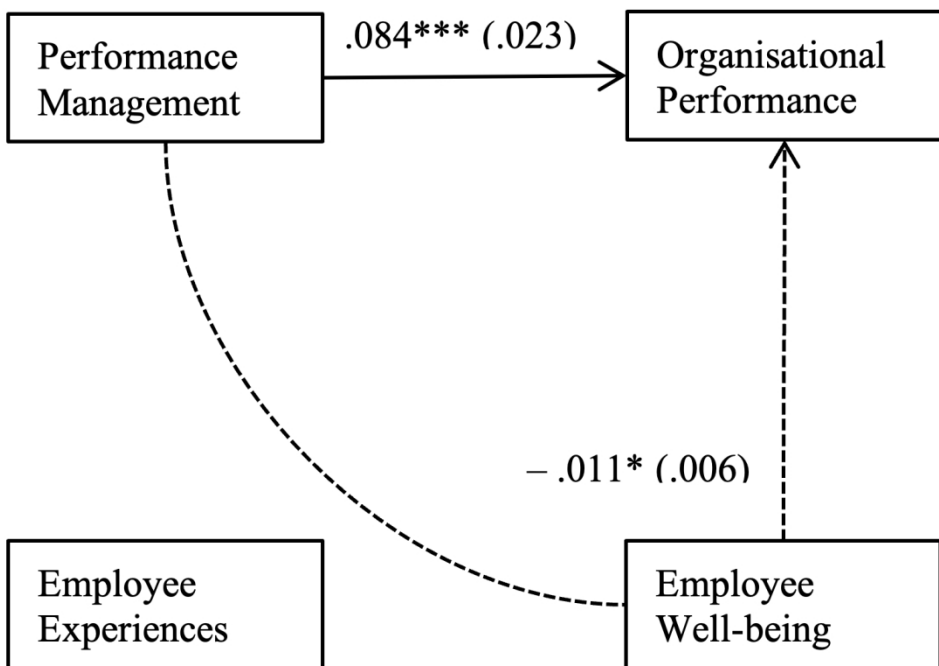 .084*** (.023)
Performance
Management
Organisational
Performance
– .011* (.006)
Employee
Experiences
Employee
Well-being